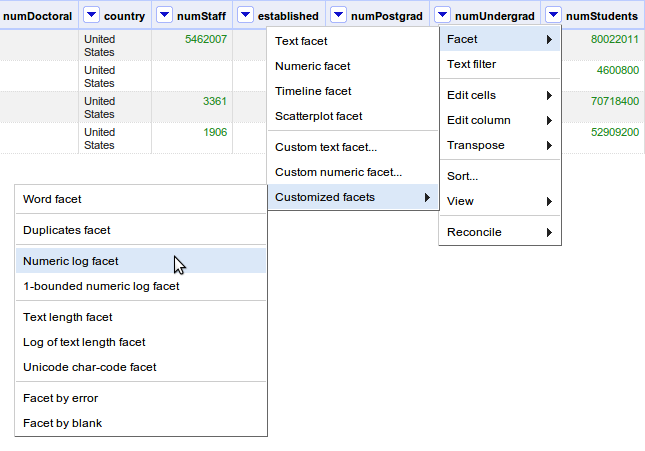 numDoctoral country numStaff established numPostgrad numUndergrad numStudents
United States 5462007 80022011
United States 4600800
United States 3361 70718400
United States 1906 52909200
Facet
Text filter
Edit cells
Edit column
Transpose
Sort...
View
Reconcile
Text facet
Numeric facet
Timeline facet
Scatterplot facet
Custom text facet...
Custom numeric facet...
Customized facets
Word facet
Duplicates facet
Numeric log facet
1-bounded numeric log facet
Text length facet
Log of text length facet
Unicode char-code facet
Facet by error
Facet by blank